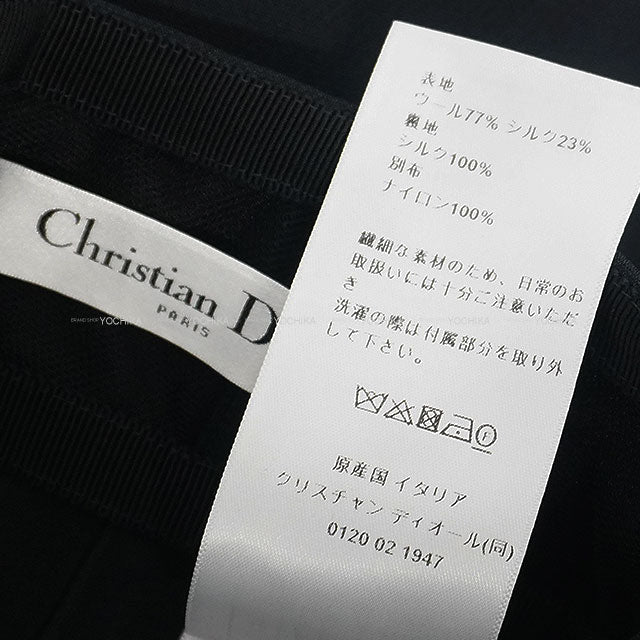 表地
ウール77% シルク23%
裏地
シルク100%
別布
ナイロン100%
繊細な素材のため、日常のお
取扱いには十分ご注意いただ
き
洗濯の際は付属部分を取り外
して下さい。
原産国 イタリア
クリスチャン ディオール(同)
0120 02 1947
Christian D
PARIS
BRAND SHOP YOCHIKA